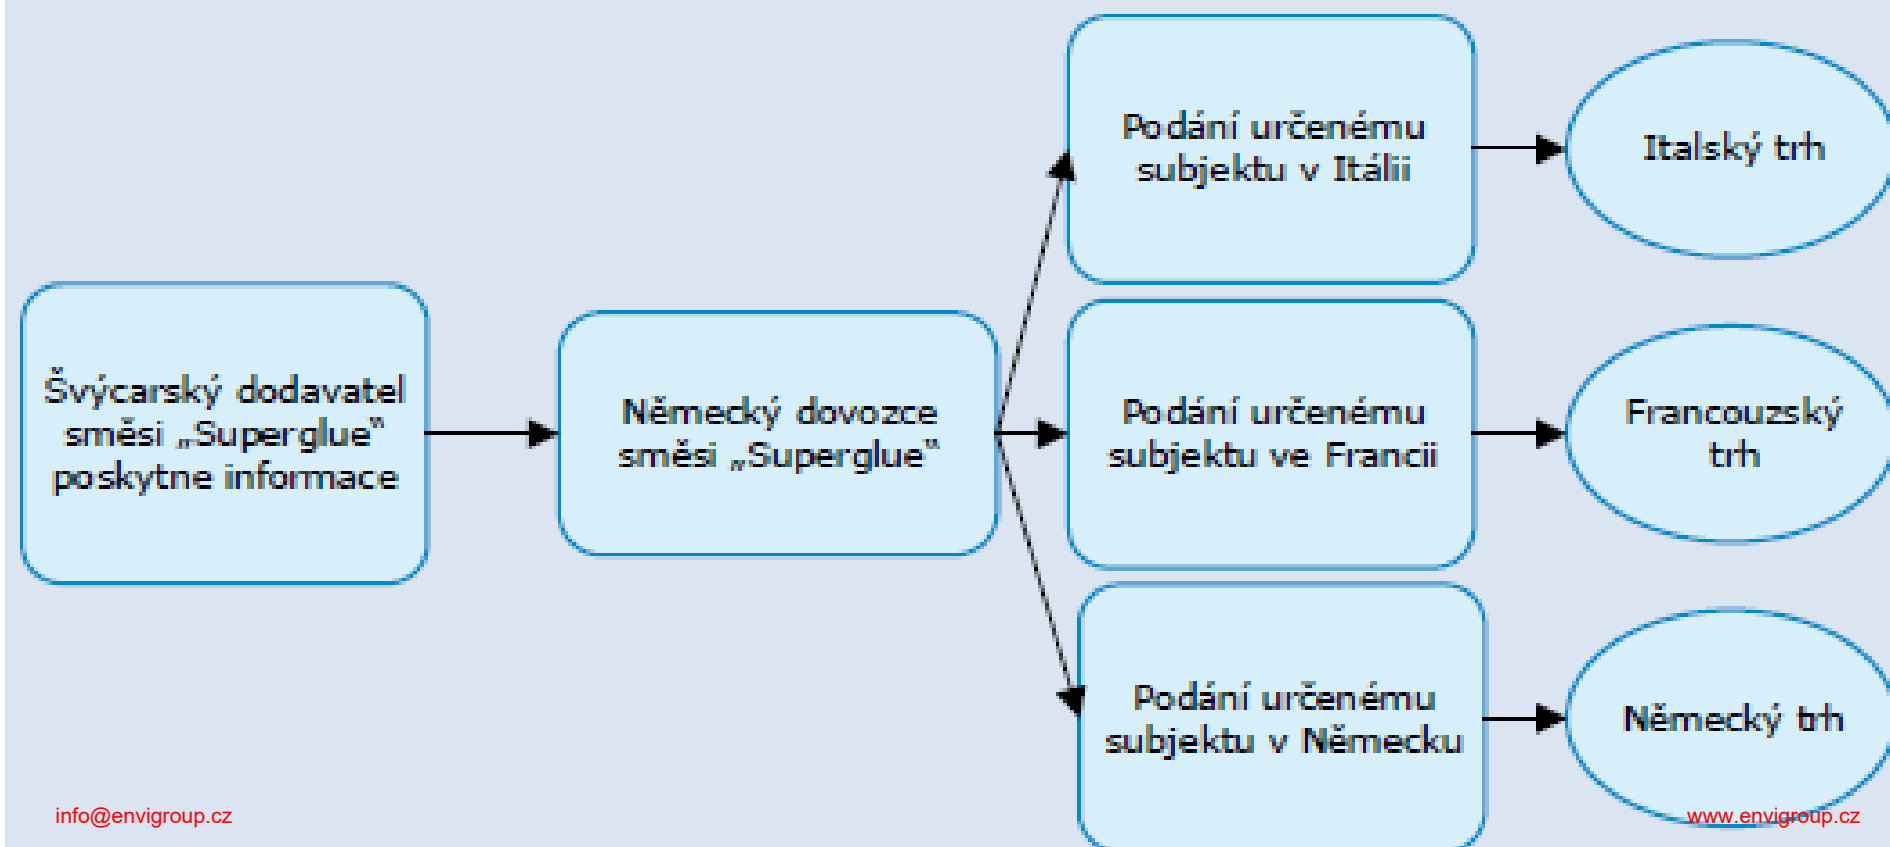 Švýcarský dodavatel
směsi „Superglue“
poskytne informace
Německý dovozce
směsi „Superglue“
Podání určenému
subjektu v Itálii
Italský trh
Podání určenému
subjektu ve Francii
Francouzský
trh
Podání určenému
subjektu v Německu
Německý trh
info@envigroup.cz
www.envigroup.cz